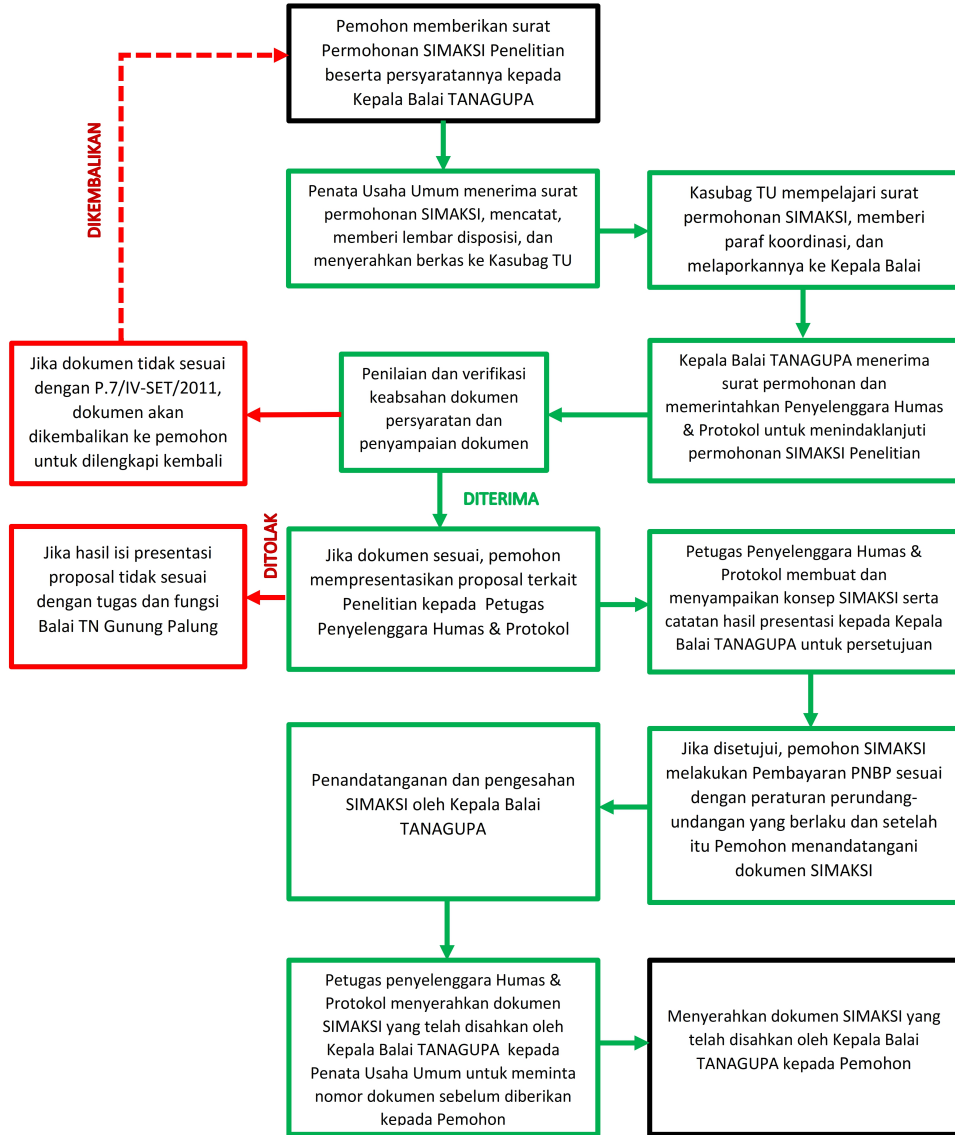 Pemohon memberikan surat
Permohonan SIMAKSI Penelitian
beserta persyaratannya kepada
Kepala Balai TANAGUPA
DIKEMBALIKAN
Penata Usaha Umum menerima surat
permohonan SIMAKSI, mencatat,
memberi lembar disposisi, dan
menyerahkan berkas ke Kasubag TU
Kasubag TU mempelajari surat
permohonan SIMAKSI, memberi
paraf koordinasi, dan
melaporkannya ke Kepala Balai
Kepala Balai TANAGUPA menerima
surat permohonan dan
memerintahkan Penyelenggara Humas
& Protokol untuk menindaklanjuti
permohonan SIMAKSI Penelitian
Penilaian dan verifikasi
keabsahan dokumen
persyaratan dan
penyampaian dokumen
Jika dokumen tidak sesuai
dengan P.7/IV-SET/2011,
dokumen akan
dikembalikan ke pemohon
untuk dilengkapi kembali
DITERIMA
Jika dokumen sesuai, pemohon
mempresentasikan proposal terkait
Penelitian kepada Petugas
Penyelenggara Humas & Protokol
DITOLAK
Jika hasil isi presentasi
proposal tidak sesuai
dengan tugas dan fungsi
Balai TN Gunung Palung
Petugas Penyelenggara Humas &
Protokol membuat dan
menyampaikan konsep SIMAKSI serta
catatan hasil presentasi kepada Kepala
Balai TANAGUPA untuk persetujuan
Jika disetujui, pemohon SIMAKSI
melakukan Pembayaran PNBP sesuai
dengan peraturan perundang-
undangan yang berlaku dan setelah
itu Pemohon menandatangani
dokumen SIMAKSI
Penandatanganan dan pengesahan
SIMAKSI oleh Kepala Balai
TANAGUPA
Petugas penyelenggara Humas &
Protokol menyerahkan dokumen
SIMAKSI yang telah disahkan oleh
Kepala Balai TANAGUPA kepada
Penata Usaha Umum untuk meminta
nomor dokumen sebelum diberikan
kepada Pemohon
Menyerahkan dokumen SIMAKSI yang
telah disahkan oleh Kepala Balai
TANAGUPA kepada Pemohon